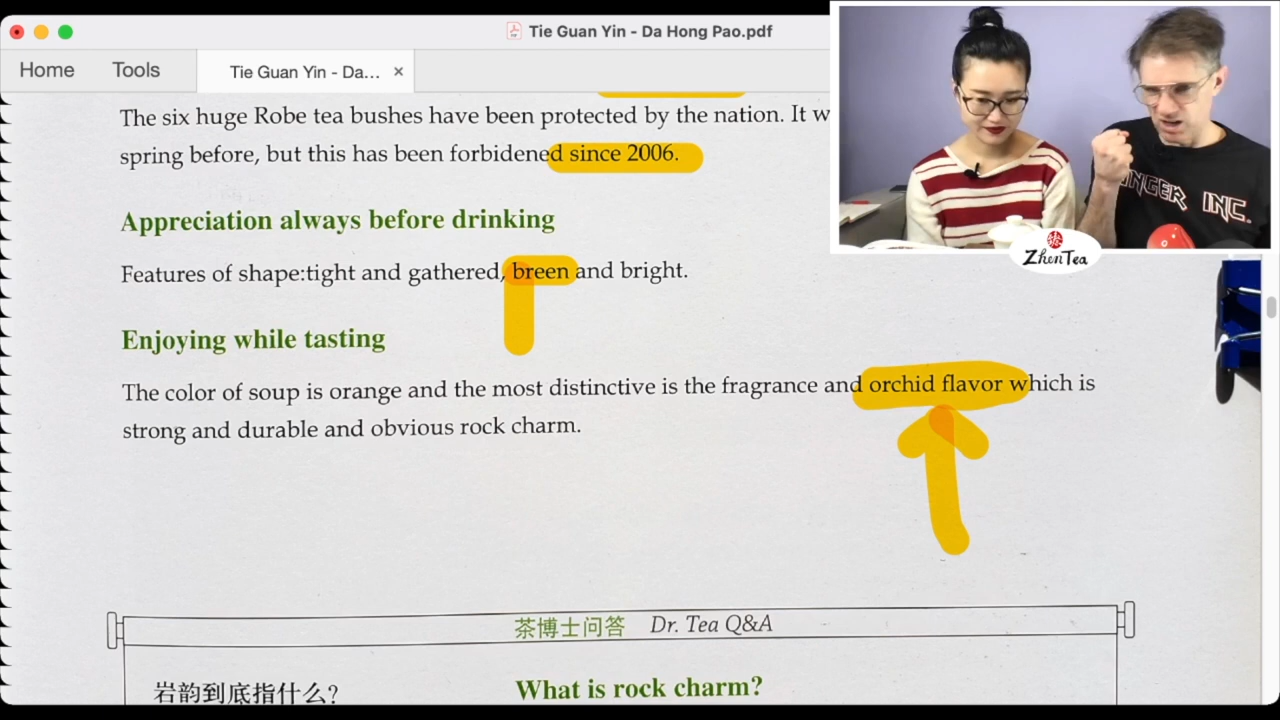 Tie Guan Yin - Da Hong Pao.pdf
Home
Tools
Tie Guan Yin - Da...
The six huge Robe tea bushes have been protected by the nation. It w
spring before, but this has been forbidened since 2006.
Appreciation always before drinking
Features of shape:tight and gathered, breen and bright.
Enjoying while tasting
The color of soup is orange and the most distinctive is the fragrance and orchid flavor which is
strong and durable and obvious rock charm.
茶博士问答 Dr. Tea Q&A
岩韵到底指什么?
What is rock charm?
INGER INC.
ZhenTea